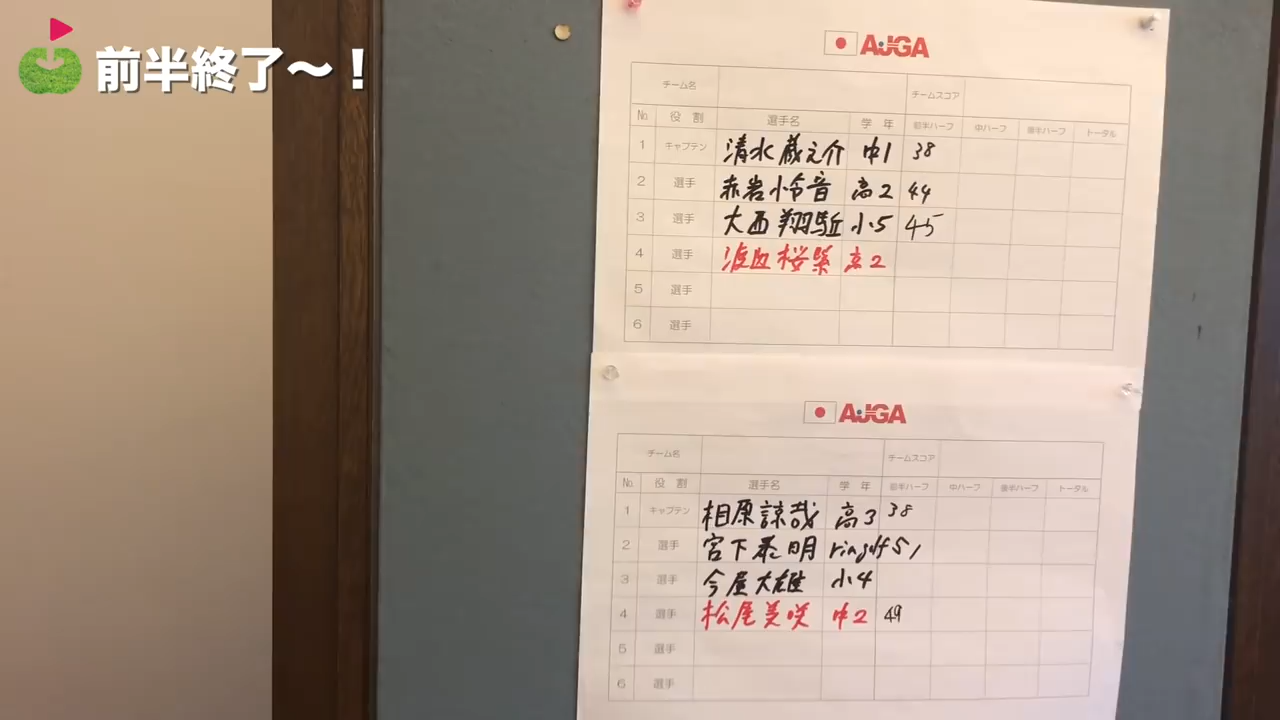 前半終了〜！
AJGA
チーム名 チームスコア
No. 役割 選手名 学年 前半ハーフ 中ハーフ 後半ハーフ トータル
1 キャプテン 清水蔵之介 中1 38
2 選手 赤岩怜音 高2 44
3 選手 大西翔駈 小5 45
4 選手 高2
5 選手
6 選手
AJGA
チーム名 チームスコア
No. 役割 選手名 学年 前半ハーフ 中ハーフ 後半ハーフ トータル
1 キャプテン 相原諒哉 高3 38
2 選手 宮下泰明 ringolf 51
3 選手 今屋大雄 小4
4 選手 松尾美咲 中2 49
5 選手
6 選手